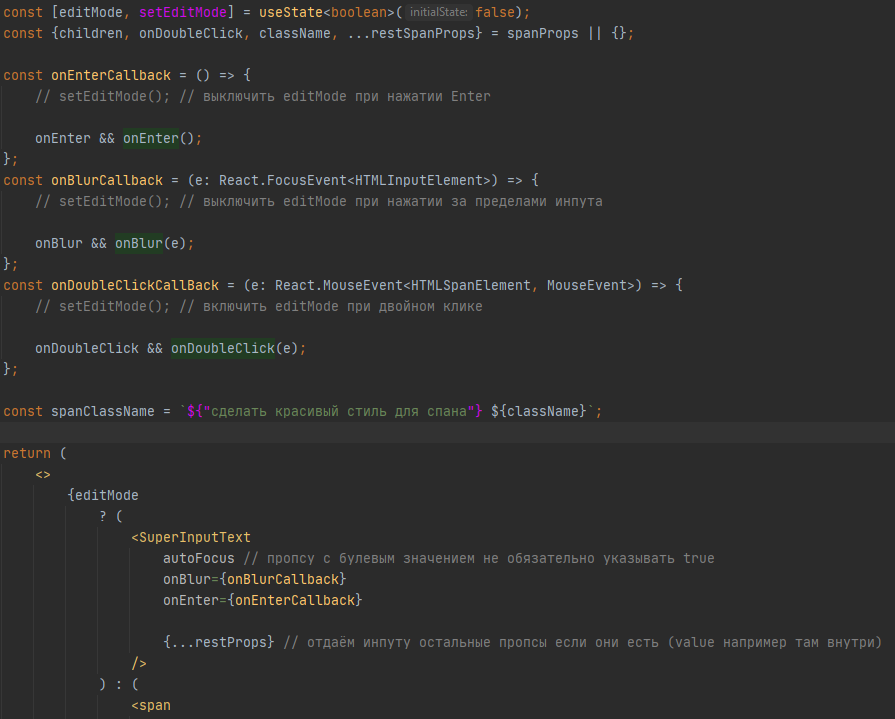 const [editMode, setEditMode] = useState<boolean>( initialState: false);
const {children, onDoubleClick, className, ...restSpanProps} = spanProps || {};
const onEnterCallback = () => {
// setEditMode(); // выключить editMode при нажатии Enter
onEnter && onEnter();
};
const onBlurCallback = (e: React.FocusEvent<HTMLInputElement>) => {
// setEditMode(); // выключить editMode при нажатии за пределами инпута
onBlur && onBlur(e);
};
const onDoubleClickCallBack = (e: React.MouseEvent<HTMLSpanElement, MouseEvent>) => {
// setEditMode(); // включить editMode при двойном клике
onDoubleClick && onDoubleClick(e);
};
const spanClassName = `${"сделать красивый стиль для спана"} ${className}`;
return (
<>
{editMode
? (
<SuperInputText
autoFocus // пропсу с булевым значением не обязательно указывать true
onBlur={onBlurCallback}
onEnter={onEnterCallback}
{...restProps} // отдаём инпуту остальные пропсы если они есть (value например там внутри)
/>
) : (
<span